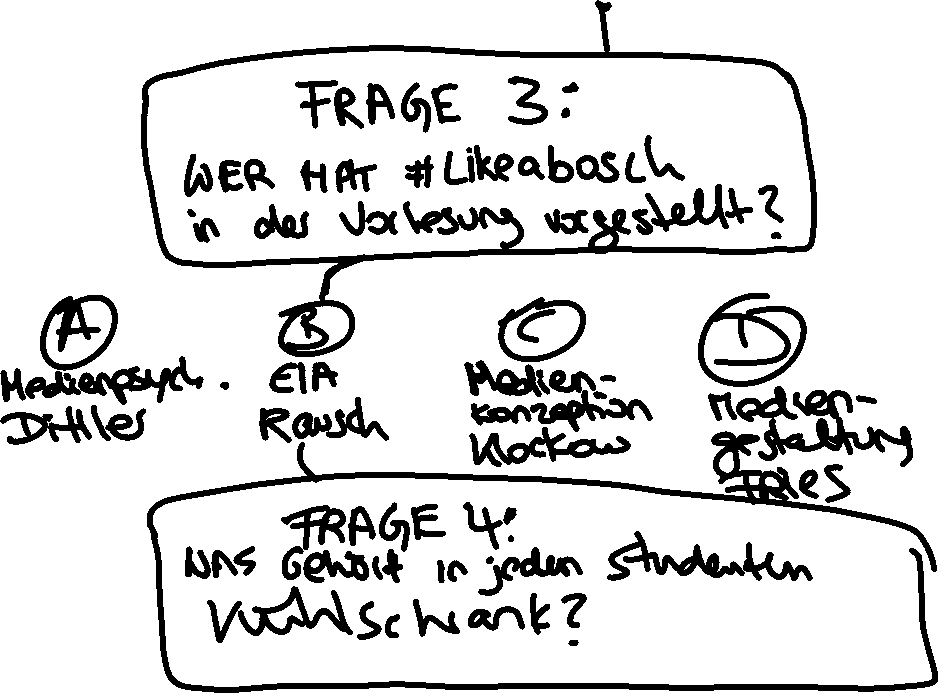 FRAGE 3:
WER HAT #Likeabosch
in der Vorlesung vorgestellt?
A
B
C
D
Medienpsych.
Dittler
EIA
Rausch
Medien-
konzeption
Klockow
Medien-
gestaltung
FRIES
FRAGE 4:
WAS GEHÖRT in jeden Studenten
Kühlschrank?